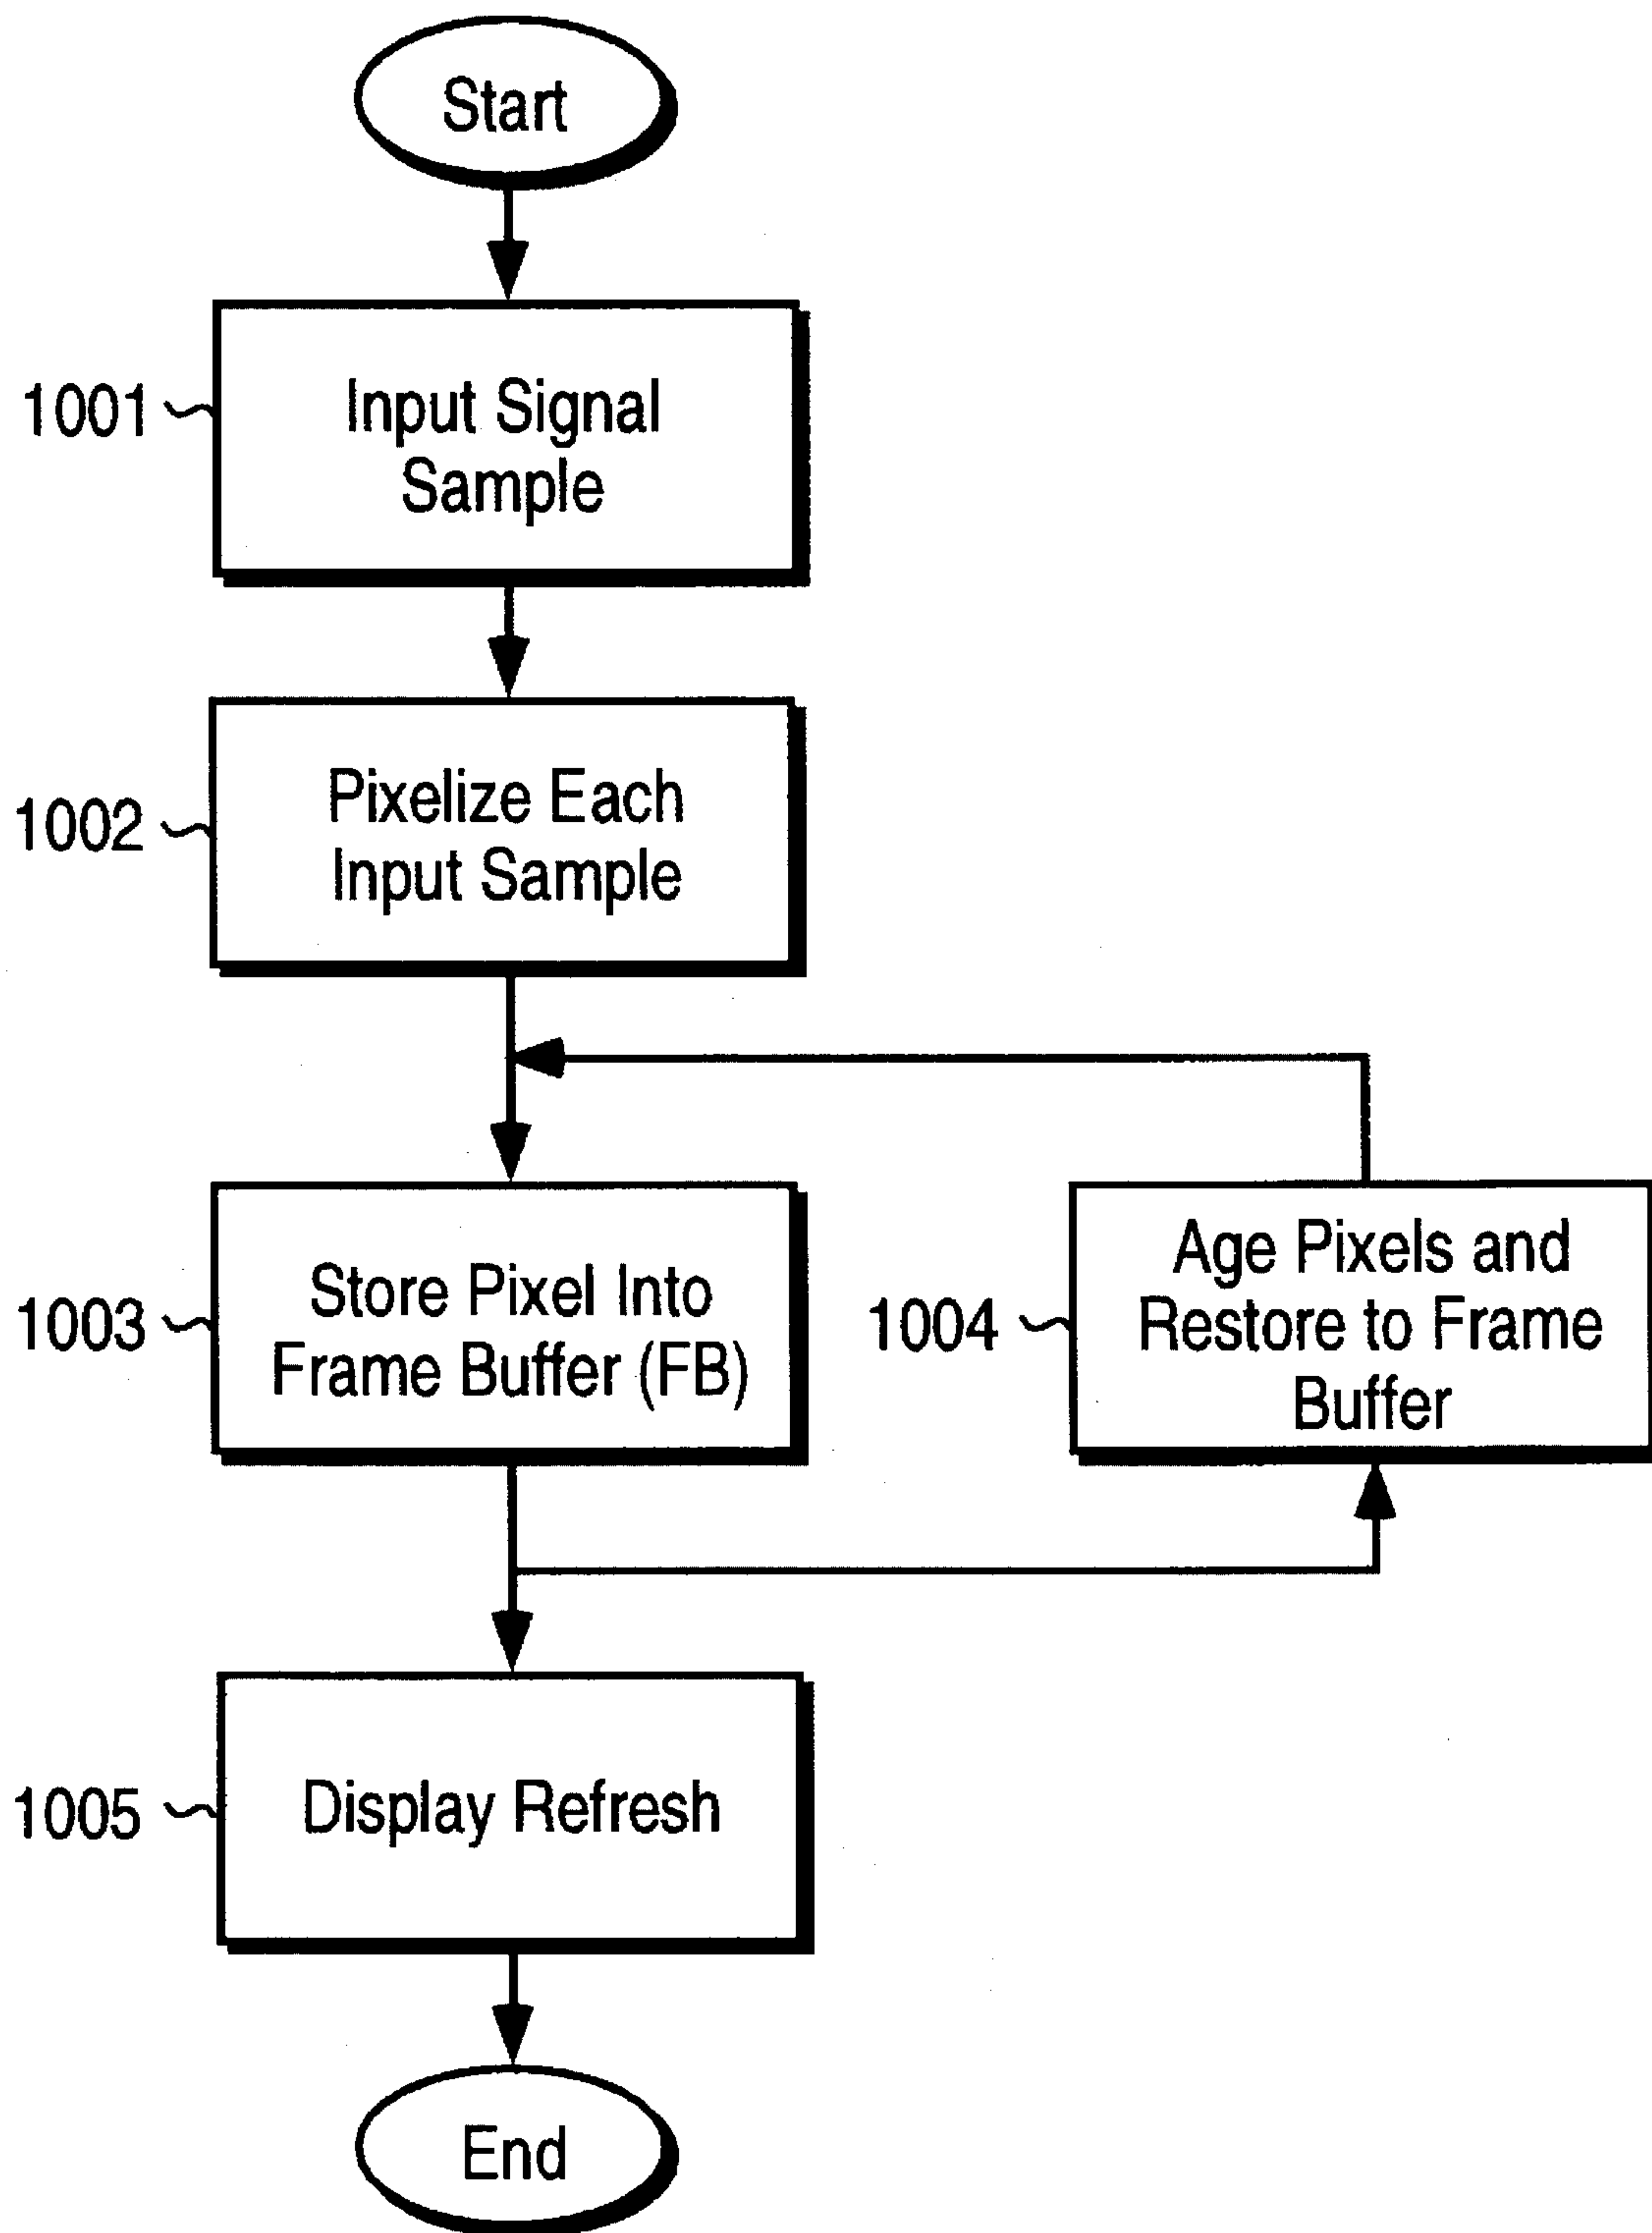 Start
1001
Input Signal
Sample
1002
Pixelize Each
Input Sample
1003
Store Pixel Into
Frame Buffer (FB)
1004
Age Pixels and
Restore to Frame
Buffer
1005
Display Refresh
End